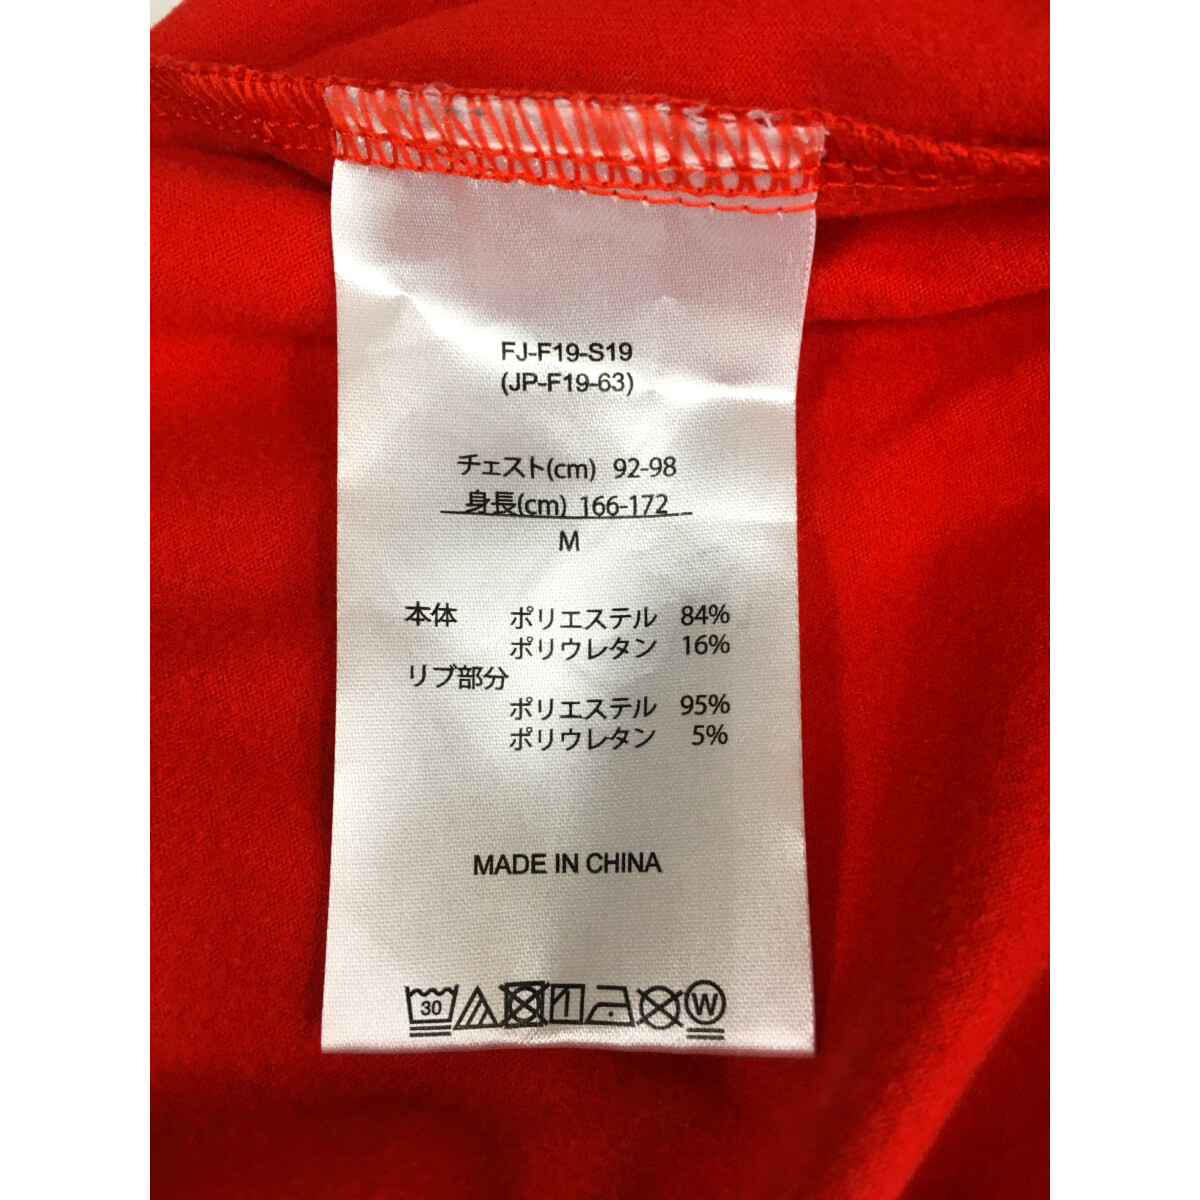 FJ-F19-S19
(JP-F19-63)
チェスト(cm) 92-98
身長(cm) 166-172
M
本体 ポリエステル 84%
ポリウレタン 16%
リブ部分
ポリエステル 95%
ポリウレタン 5%
MADE IN CHINA
30 W